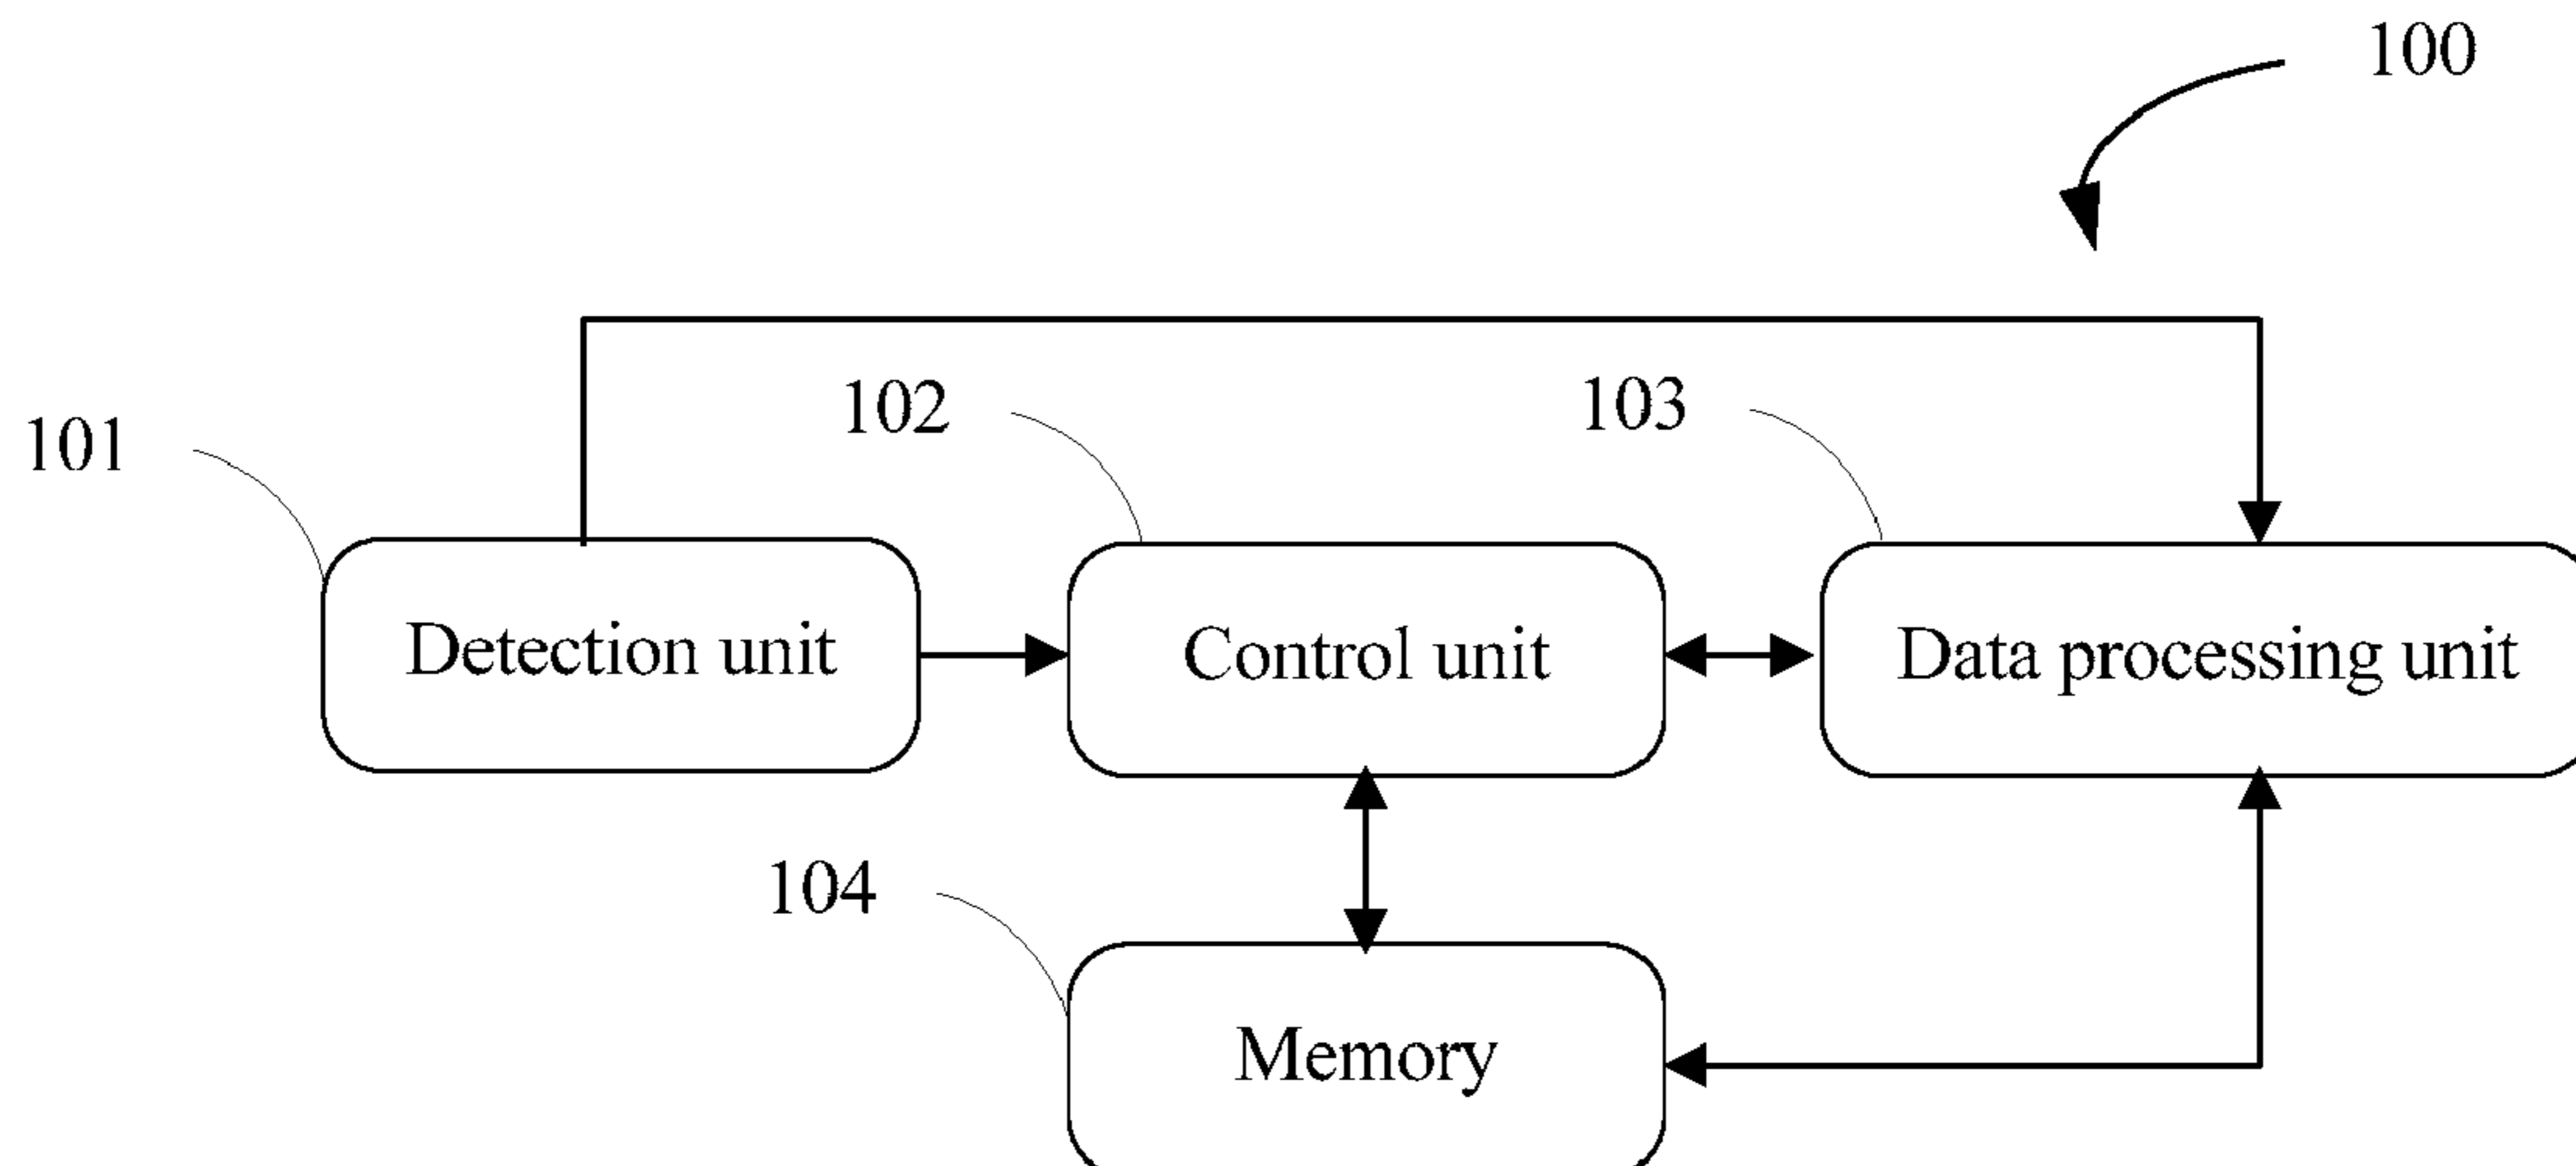 100
102
103
101
Detection unit
Control unit
Data processing unit
104
Memory